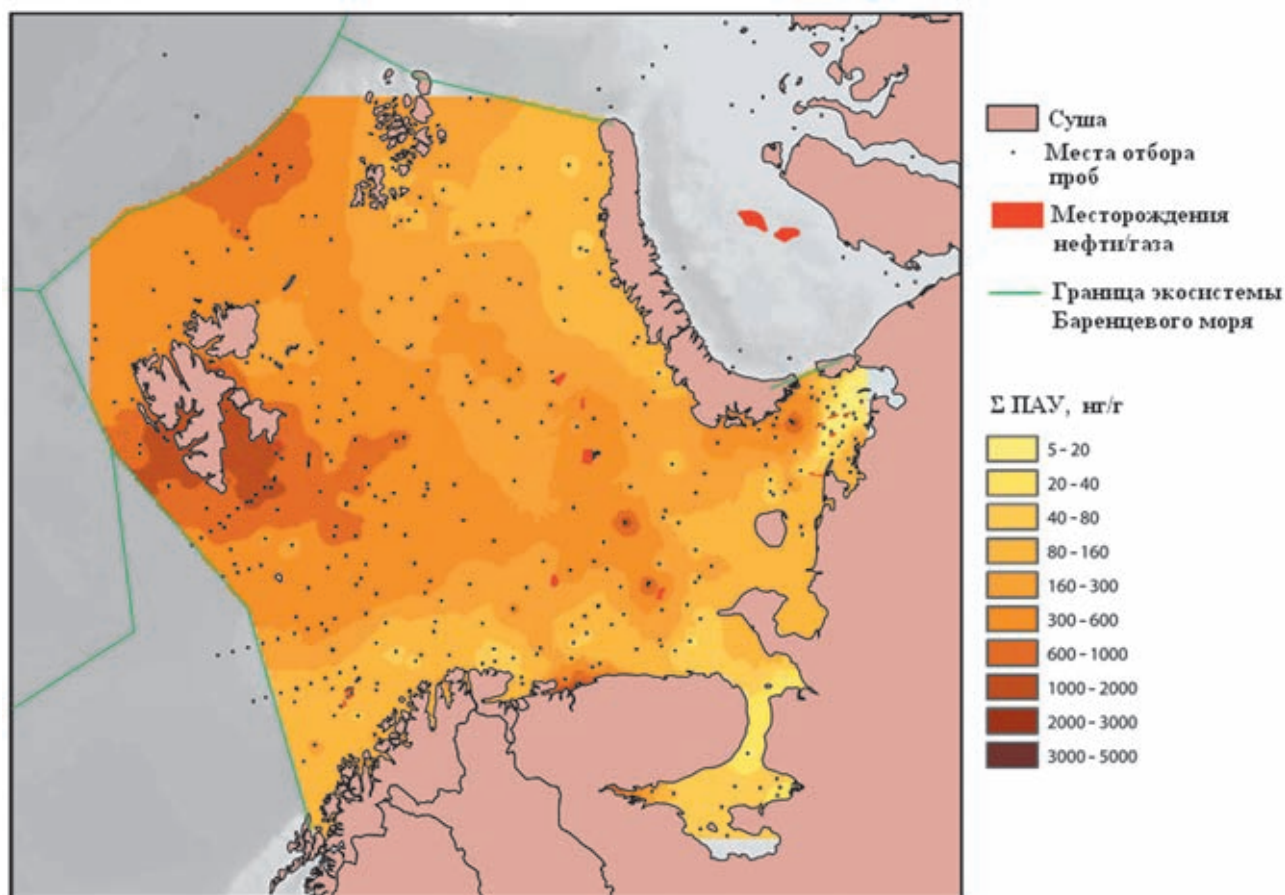 Суша
Места отбора
проб
Месторождения
нефти/газа
Граница экосистемы
Баренцевого моря
Σ ПАУ, нг/г
5 - 20
20 - 40
40 - 80
80 - 160
160 - 300
300 - 600
600 - 1000
1000 - 2000
2000 - 3000
3000 - 5000